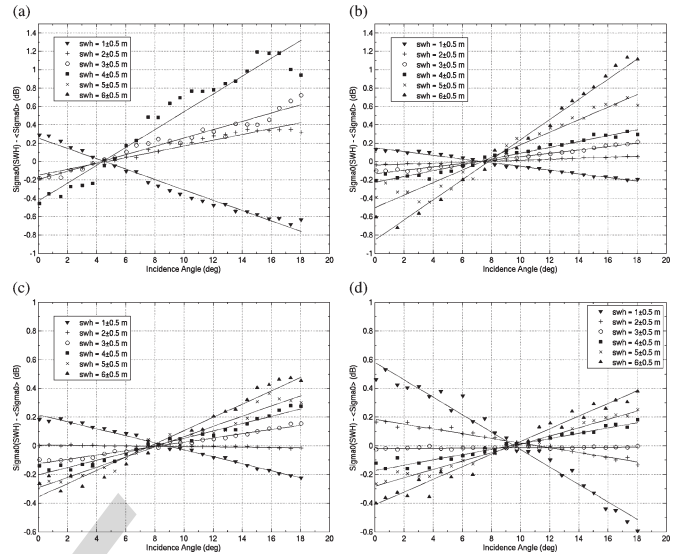 (a)
1.4
1.2
1
0.8
0.6
0.4
0.2
0
-0.2
-0.4
-0.6
-0.8
-1
Sigma0(SWH) - <Sigma0> (dB)
swh = 1±0.5 m
swh = 2±0.5 m
swh = 3±0.5 m
swh = 4±0.5 m
swh = 5±0.5 m
swh = 6±0.5 m
0 2 4 6 8 10 12 14 16 18 20
Incidence Angle (deg)
(b)
1.4
1.2
1
0.8
0.6
0.4
0.2
0
-0.2
-0.4
-0.6
-0.8
-1
Sigma0(SWH) - <Sigma0> (dB)
swh = 1±0.5 m
swh = 2±0.5 m
swh = 3±0.5 m
swh = 4±0.5 m
swh = 5±0.5 m
swh = 6±0.5 m
0 2 4 6 8 10 12 14 16 18 20
Incidence Angle (deg)
(c)
1
0.8
0.6
0.4
0.2
0
-0.2
-0.4
-0.6
Sigma0(SWH) - <Sigma0> (dB)
swh = 1±0.5 m
swh = 2±0.5 m
swh = 3±0.5 m
swh = 4±0.5 m
swh = 5±0.5 m
swh = 6±0.5 m
0 2 4 6 8 10 12 14 16 18 20
Incidence Angle (deg)
(d)
1
0.8
0.6
0.4
0.2
0
-0.2
-0.4
-0.6
Sigma0(SWH) - <Sigma0> (dB)
swh = 1±0.5 m
swh = 2±0.5 m
swh = 3±0.5 m
swh = 4±0.5 m
swh = 5±0.5 m
swh = 6±0.5 m
0 2 4 6 8 10 12 14 16 18 20
Incidence Angle (deg)